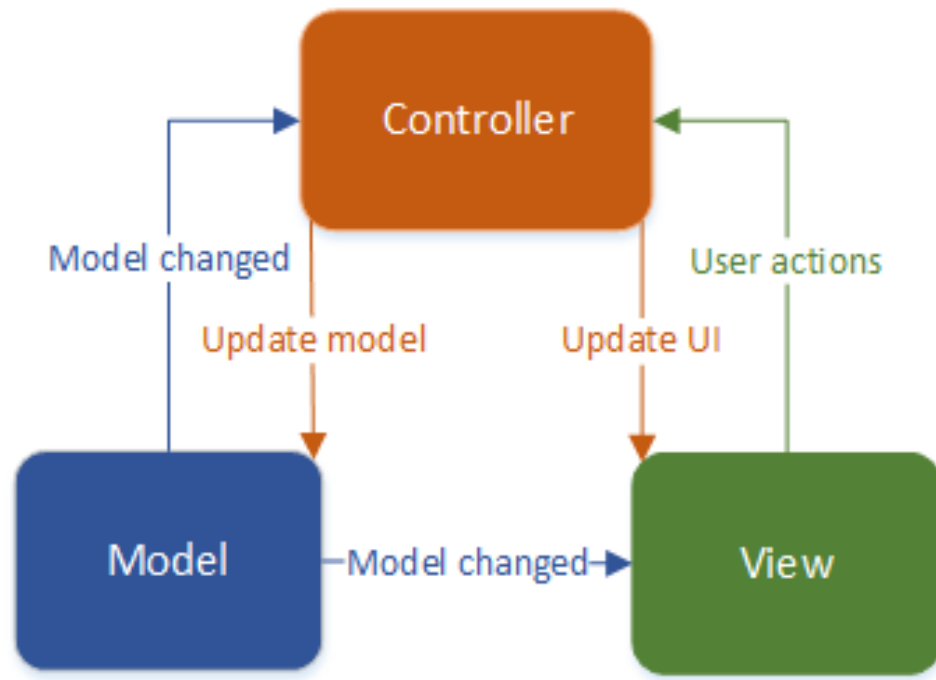 Controller
Model changed
User actions
Update model
Update UI
Model
Model changed
View